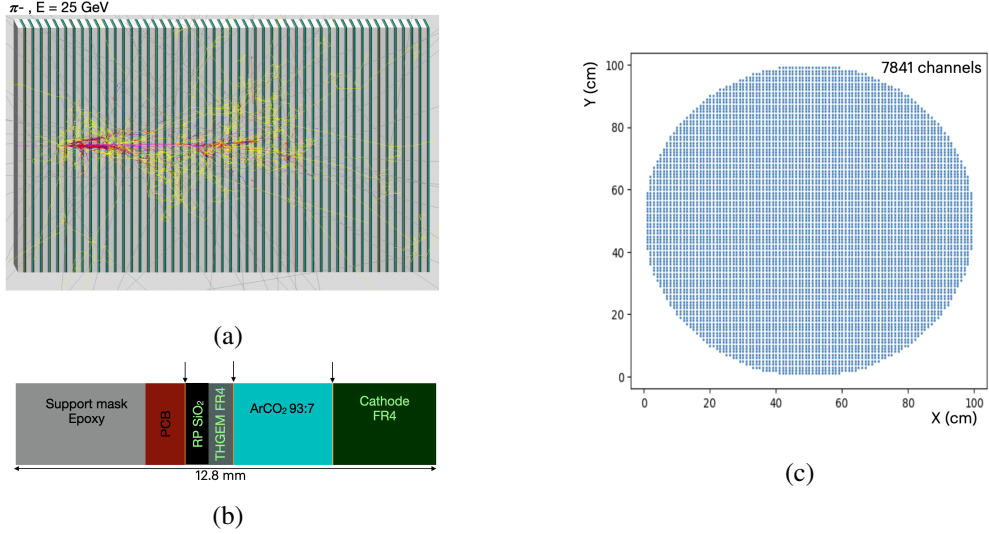 π- , E = 25 GeV
(a)
Support mask
Epoxy
PCB
RP SiO₂
THGEM FR4
ArCO₂ 93:7
Cathode
FR4
12.8 mm
(b)
7841 channels
Y (cm)
100
80
60
40
20
0
0 20 40 60 80 100
X (cm)
(c)